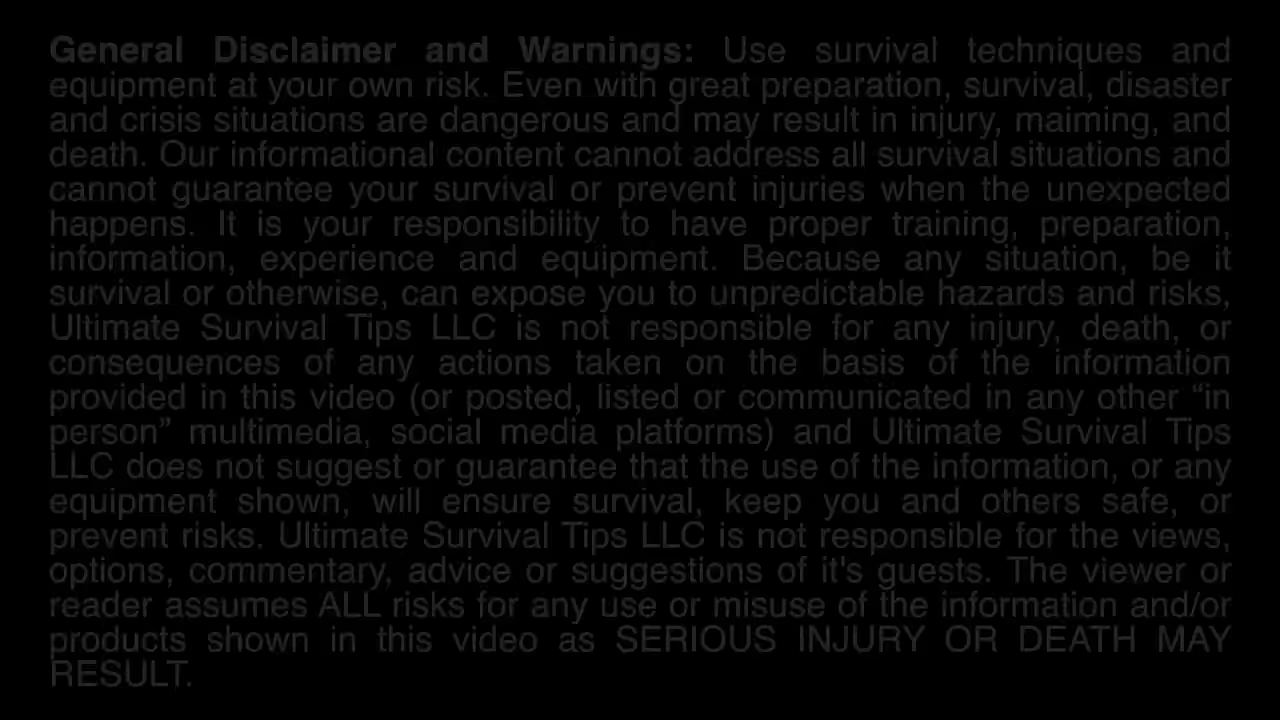 General Disclaimer and Warnings: Use survival techniques and
equipment at your own risk. Even with great preparation, survival, disaster
and crisis situations are dangerous and may result in injury, maiming, and
death. Our informational content cannot address all survival situations and
cannot guarantee your survival or prevent injuries when the unexpected
happens. It is your responsibility to have proper training, preparation,
information, experience and equipment. Because any situation, be it
survival or otherwise, can expose you to unpredictable hazards and risks,
Ultimate Survival Tips LLC is not responsible for any injury, death, or
consequences of any actions taken on the basis of the information
provided in this video (or posted, listed or communicated in any other “in
person” multimedia, social media platforms) and Ultimate Survival Tips
LLC does not suggest or guarantee that the use of the information, or any
equipment shown, will ensure survival, keep you and others safe, or
prevent risks. Ultimate Survival Tips LLC is not responsible for the views,
options, commentary, advice or suggestions of it's guests. The viewer or
reader assumes ALL risks for any use or misuse of the information and/or
products shown in this video as SERIOUS INJURY OR DEATH MAY
RESULT.